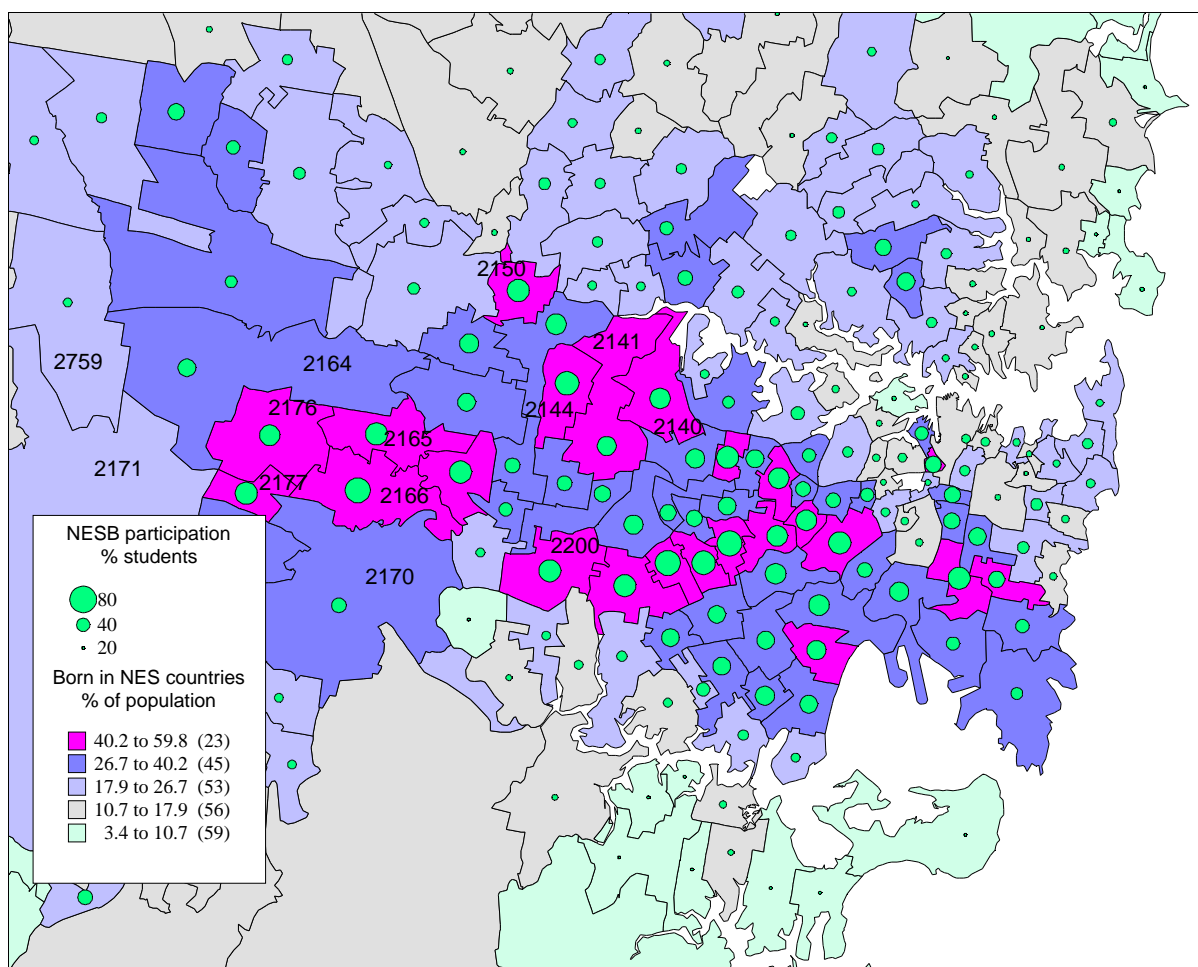 2150
2141
2759
2164
2176
2144
2140
2165
2171
2177
2166
2200
2170
NESB participation
% students
80
40
20
Born in NES countries
% of population
40.2 to 59.8 (23)
26.7 to 40.2 (45)
17.9 to 26.7 (53)
10.7 to 17.9 (56)
3.4 to 10.7 (59)